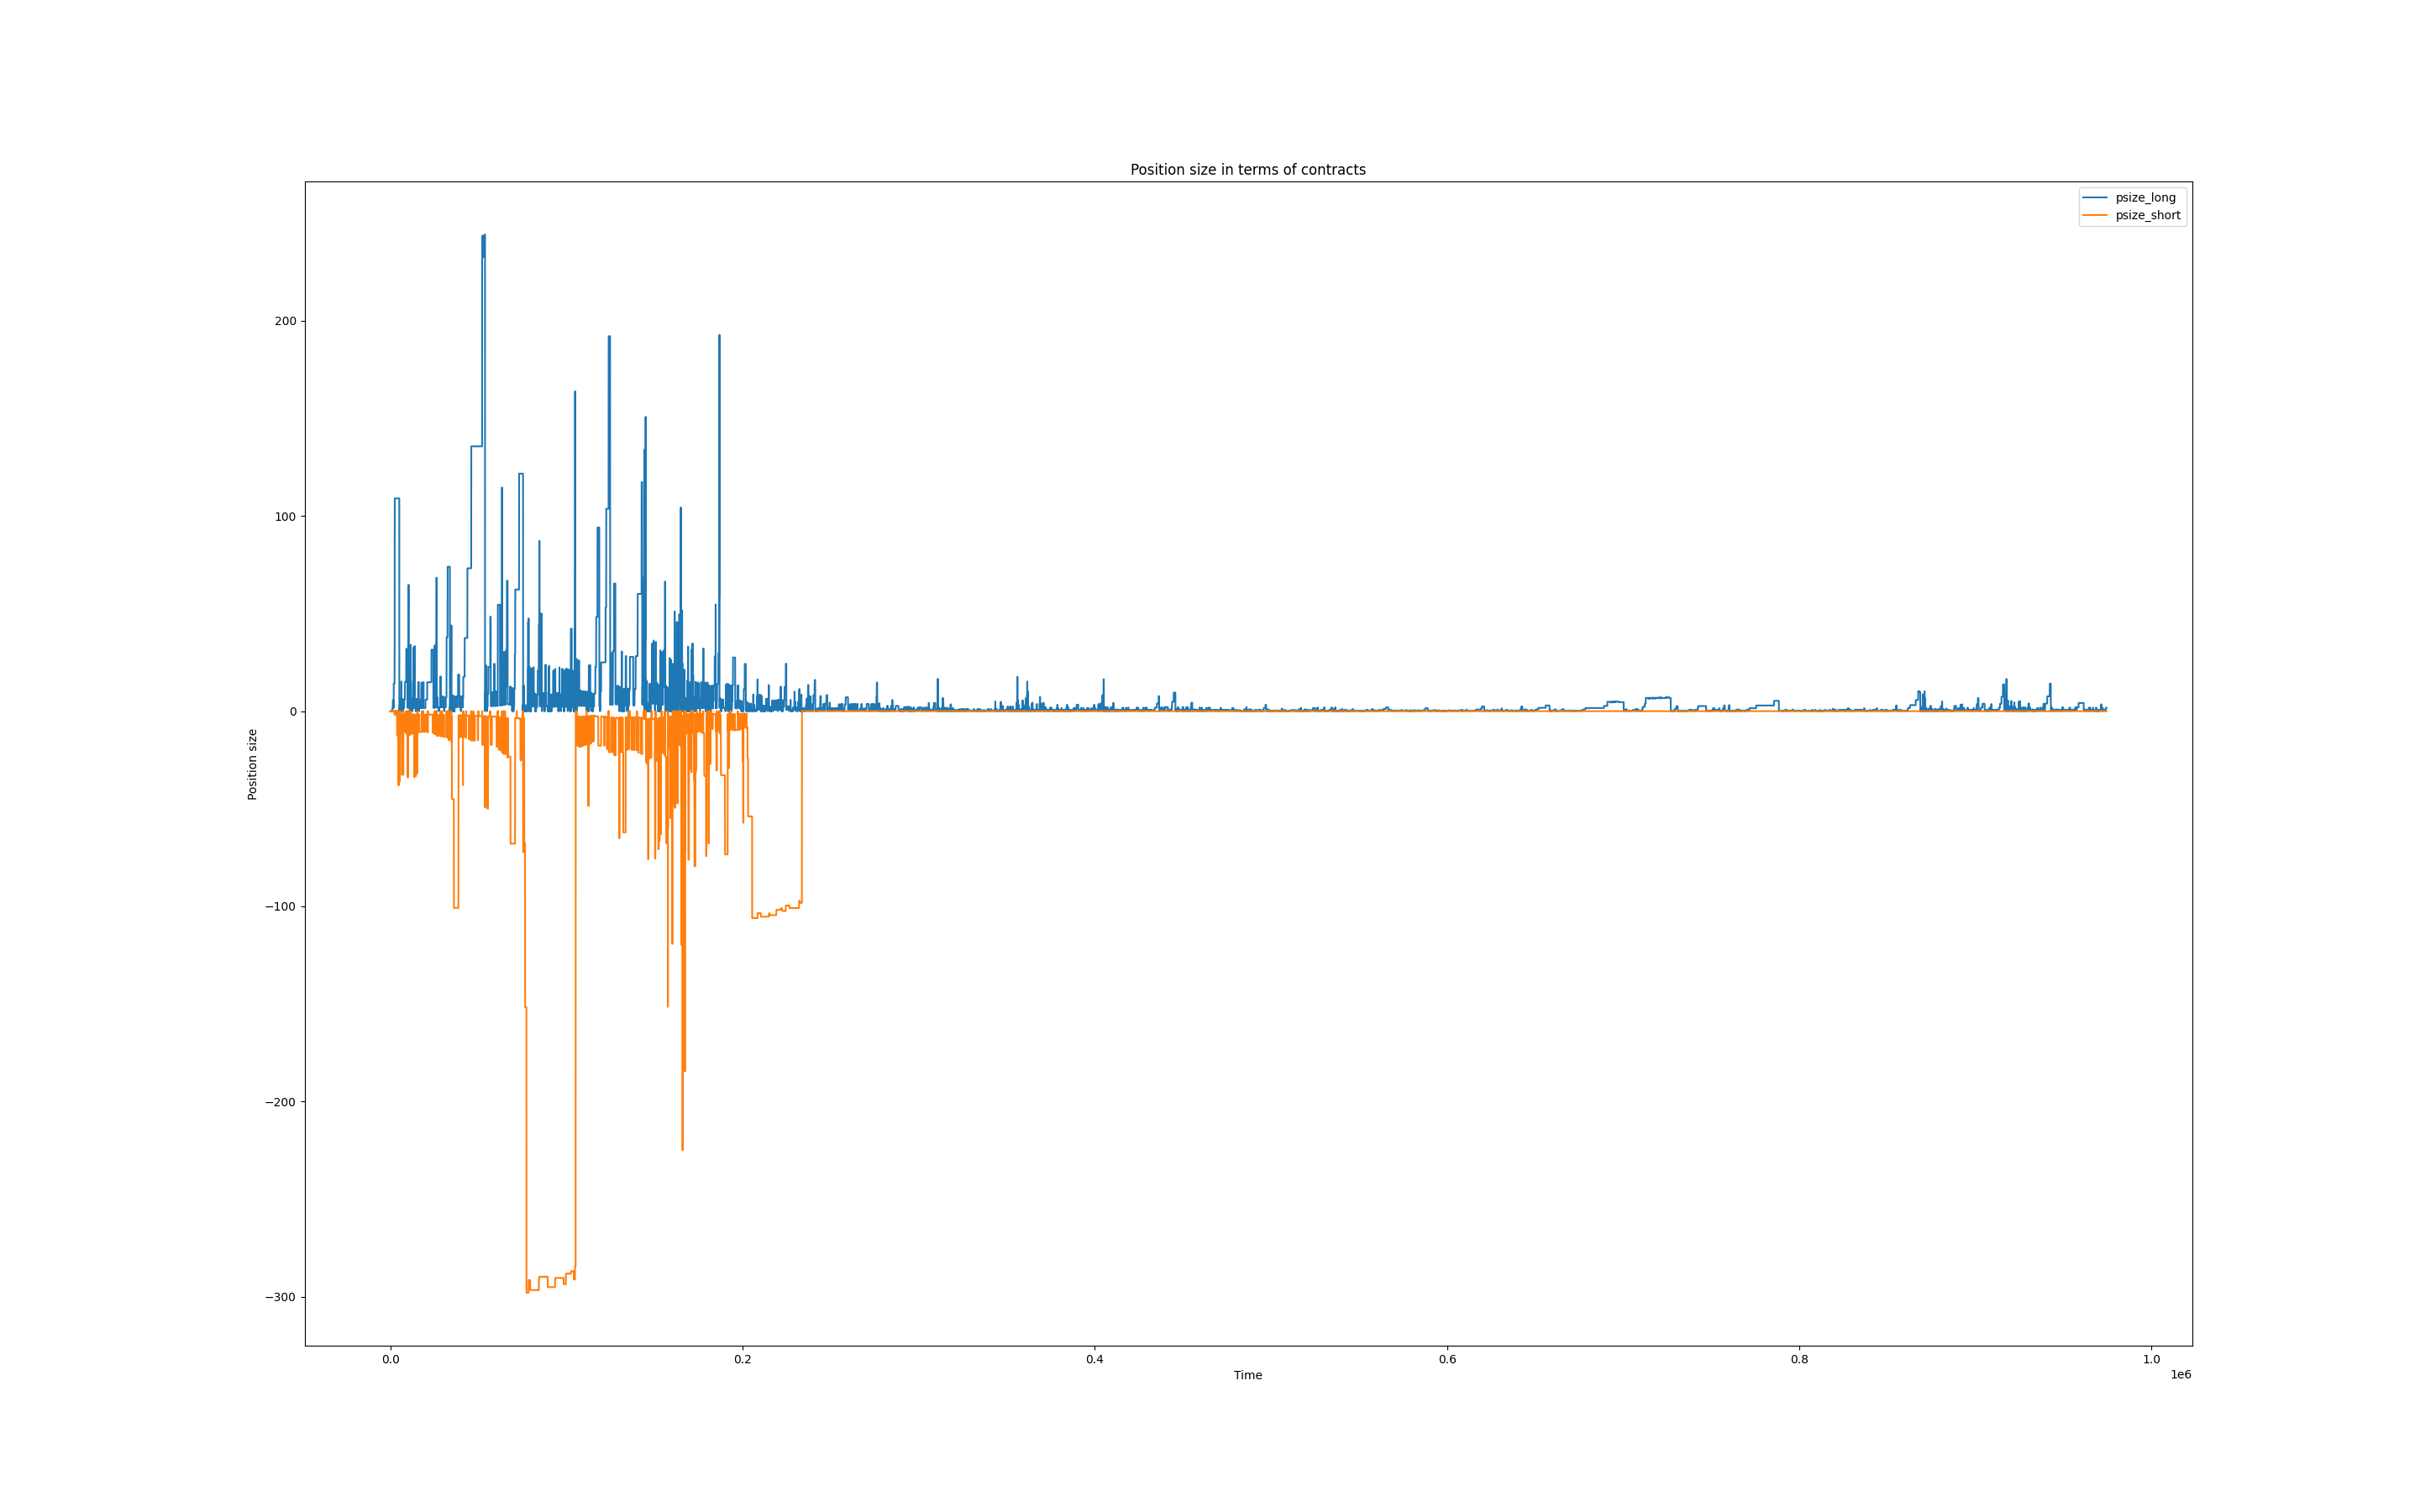 Position size in terms of contracts
psize_long
psize_short
200
100
0
−100
−200
−300
Position size
0.0
0.2
0.4
0.6
0.8
1.0
Time
1e6